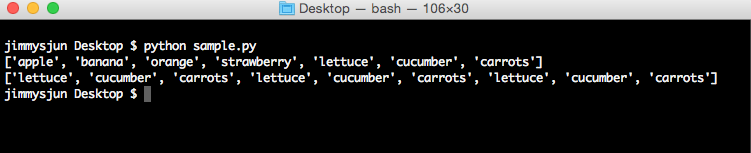 Desktop — bash — 106×30
jimmysjun Desktop $ python sample.py
['apple', 'banana', 'orange', 'strawberry', 'lettuce', 'cucumber', 'carrots']
['lettuce', 'cucumber', 'carrots', 'lettuce', 'cucumber', 'carrots', 'lettuce', 'cucumber', 'carrots']
jimmysjun Desktop $